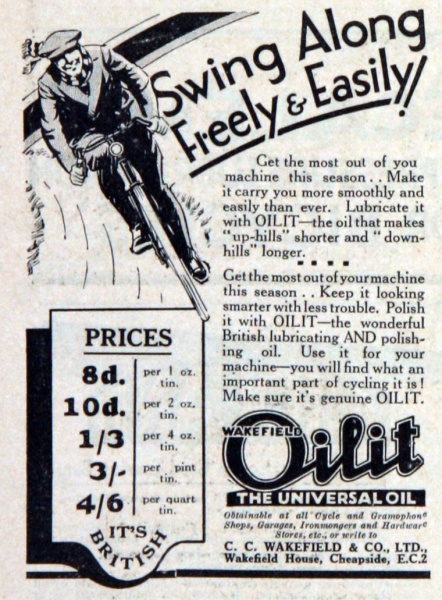 Swing Along
Freely & Easily!
Get the most out of you
machine this season . . Make
it carry you more smoothly and
easily than ever. Lubricate it
with OILIT—the oil that makes
"up-hills" shorter and "down-
hills" longer.
Get the most out of your machine
this season . . Keep it looking
smarter with less trouble. Polish
it with OILIT—the wonderful
British lubricating AND polish-
ing oil. Use it for your
machine—you will find what an
important part of cycling it is!
Make sure it's genuine OILIT.
PRICES
8d. per 1 oz. tin.
10d. per 2 oz. tin.
1/3 per 4 oz. tin.
3/- per pint tin.
4/6 per quart tin.
IT'S
BRITISH
WAKEFIELD
Oilit
THE UNIVERSAL OIL
Obtainable at all Cycle and Gramophone
Shops, Garages, Ironmongers and Hardware
Stores, etc., or write to
C. C. WAKEFIELD & CO., LTD.,
Wakefield House, Cheapside, E.C.2